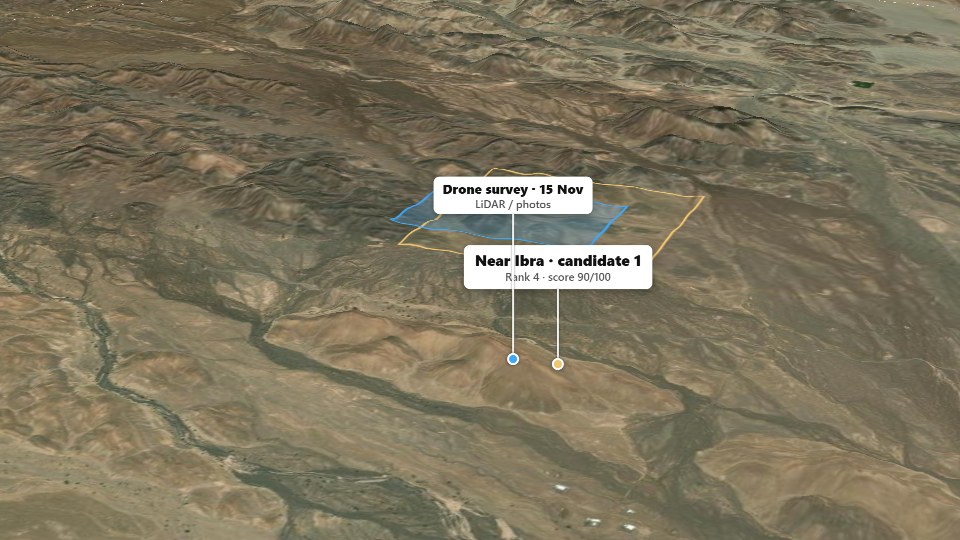 Drone survey · 15 Nov
LiDAR / photos
Near Ibra · candidate 1
Rank 4 · score 90/100